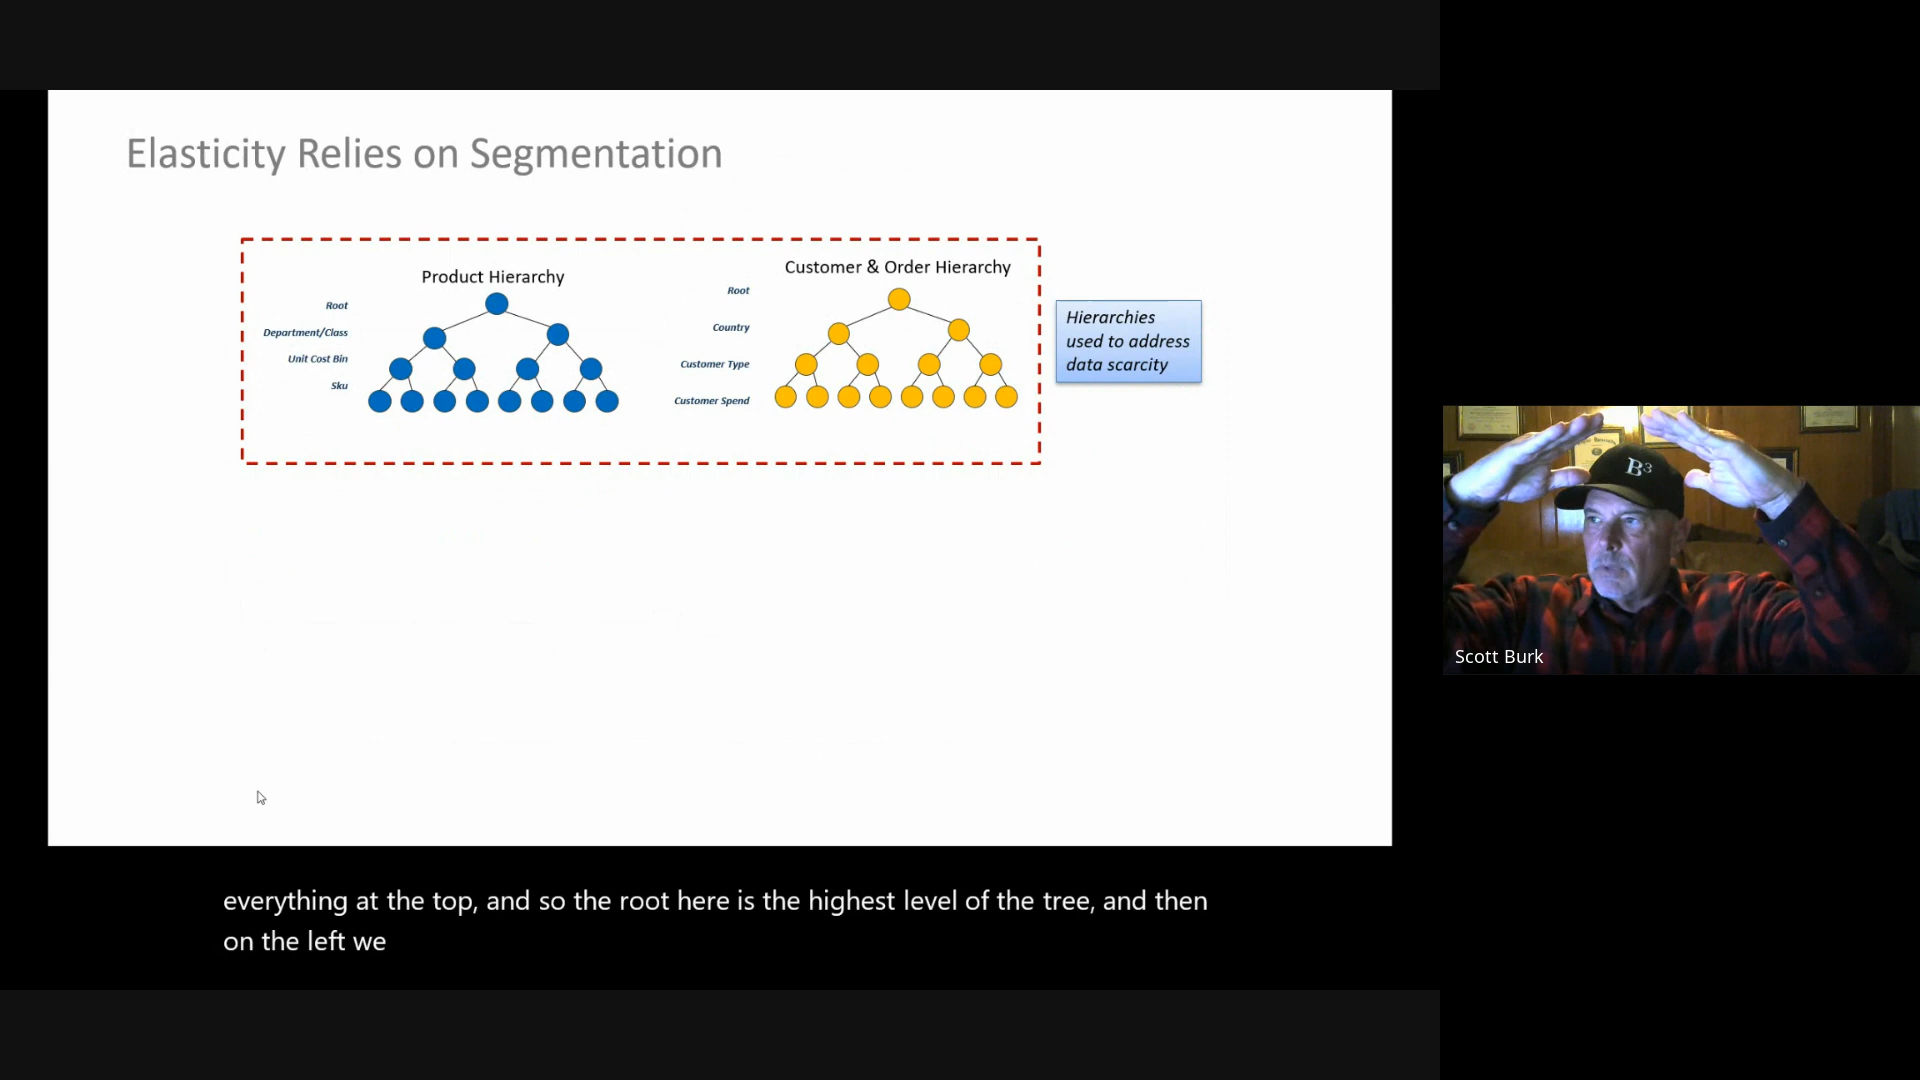 Elasticity Relies on Segmentation
Product Hierarchy
Root
Department/Class
Unit Cost Bin
Sku
Customer & Order Hierarchy
Root
Country
Customer Type
Customer Spend
Hierarchies
used to address
data scarcity
B³
Scott Burk
everything at the top, and so the root here is the highest level of the tree, and then
on the left we